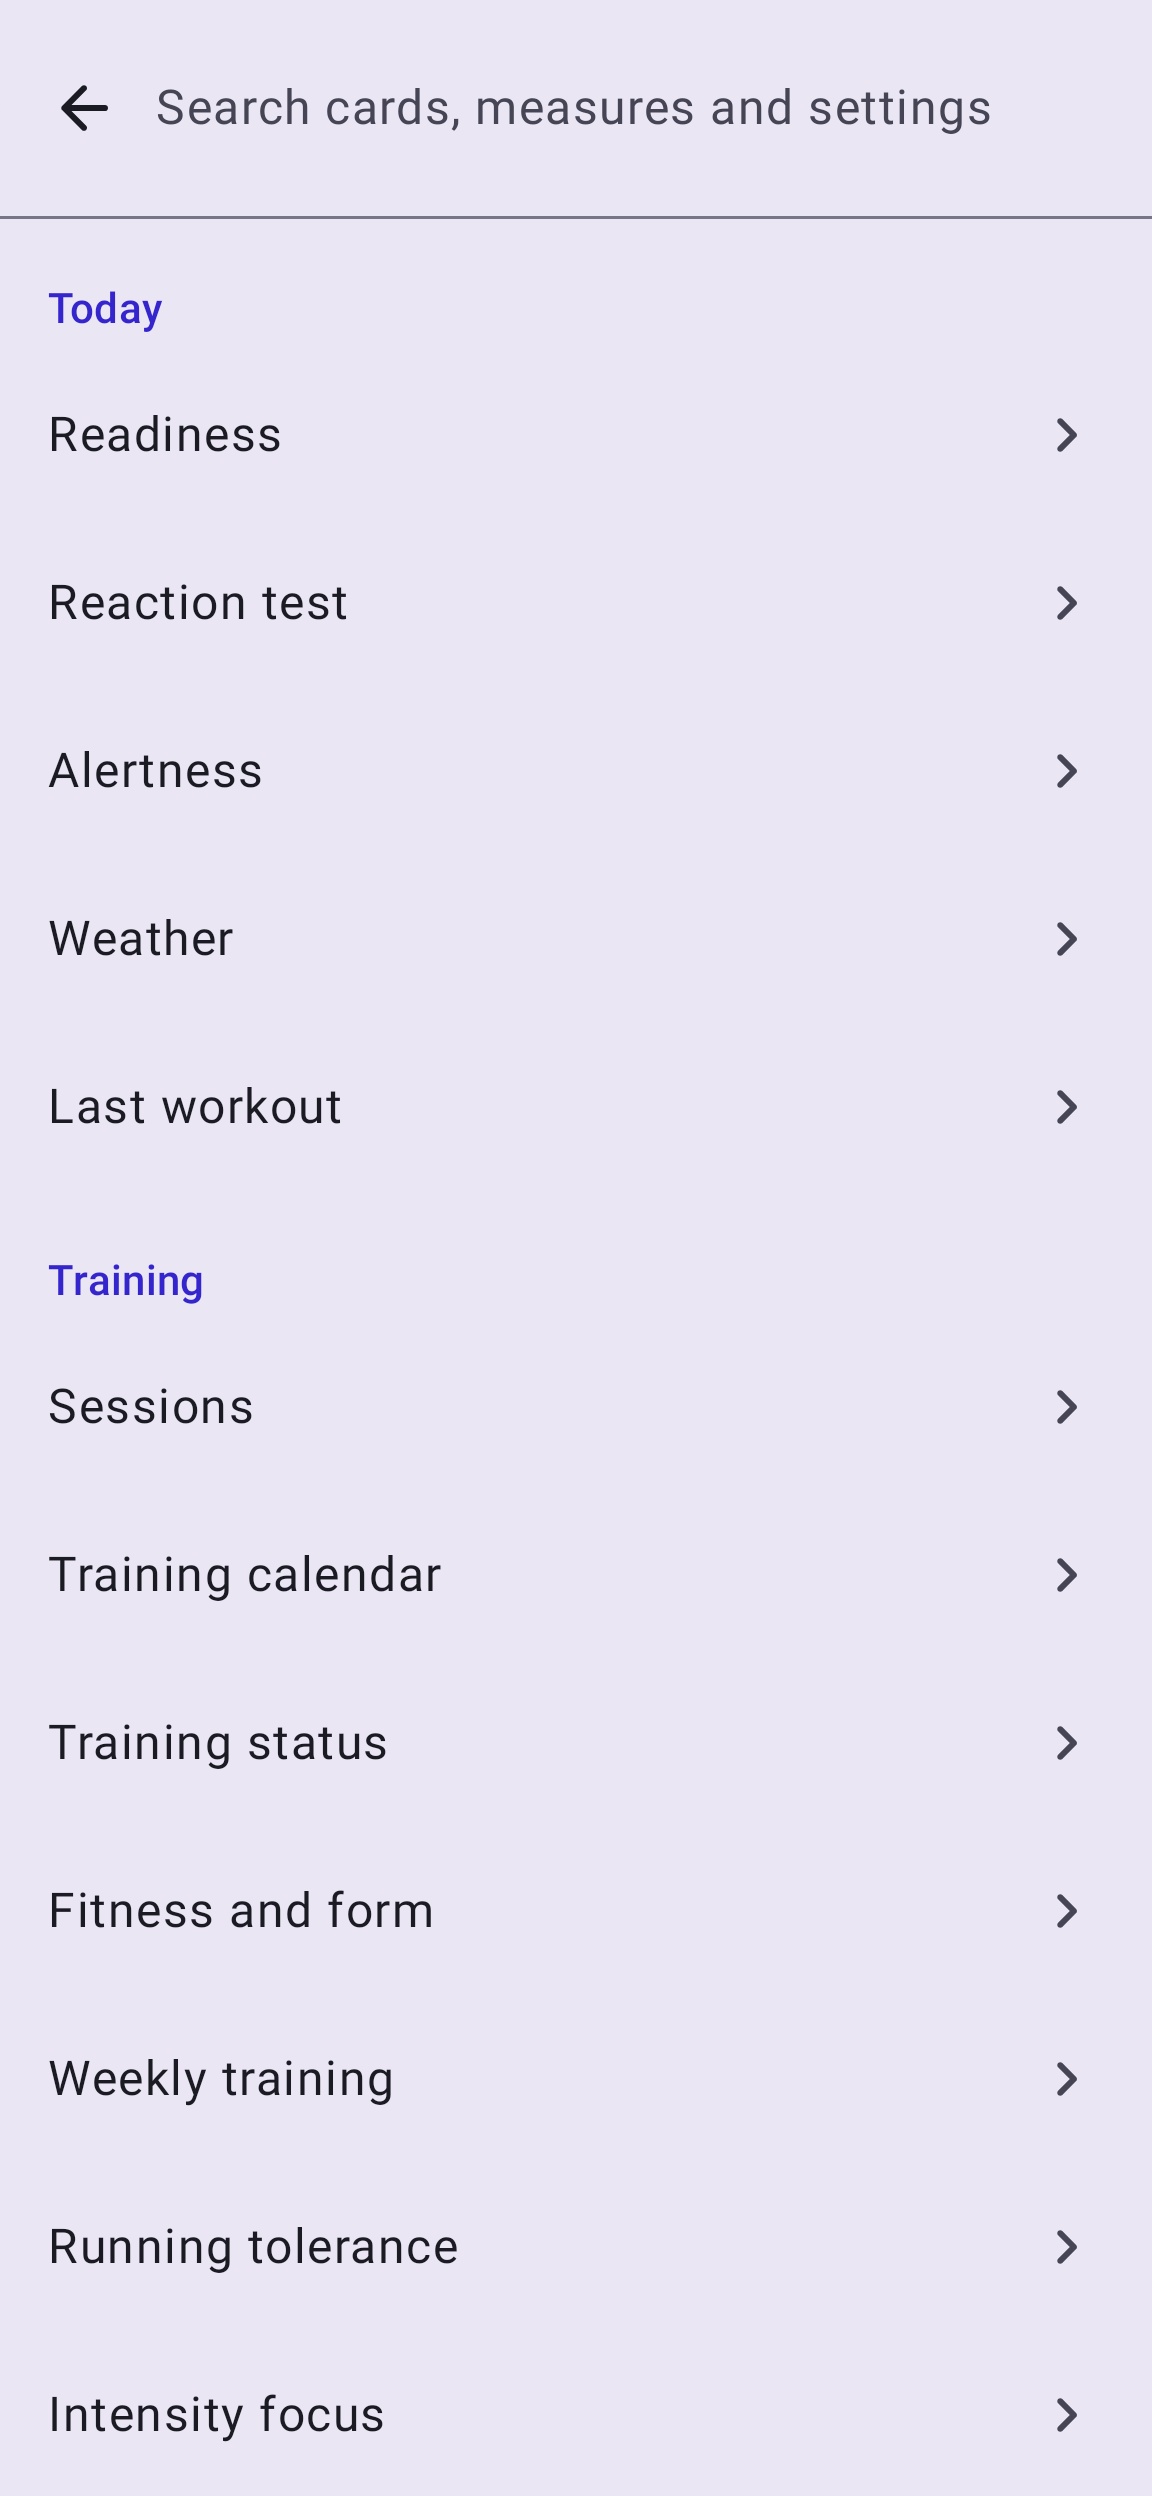 Search cards, measures and settings
Today
Readiness
Reaction test
Alertness
Weather
Last workout
Training
Sessions
Training calendar
Training status
Fitness and form
Weekly training
Running tolerance
Intensity focus